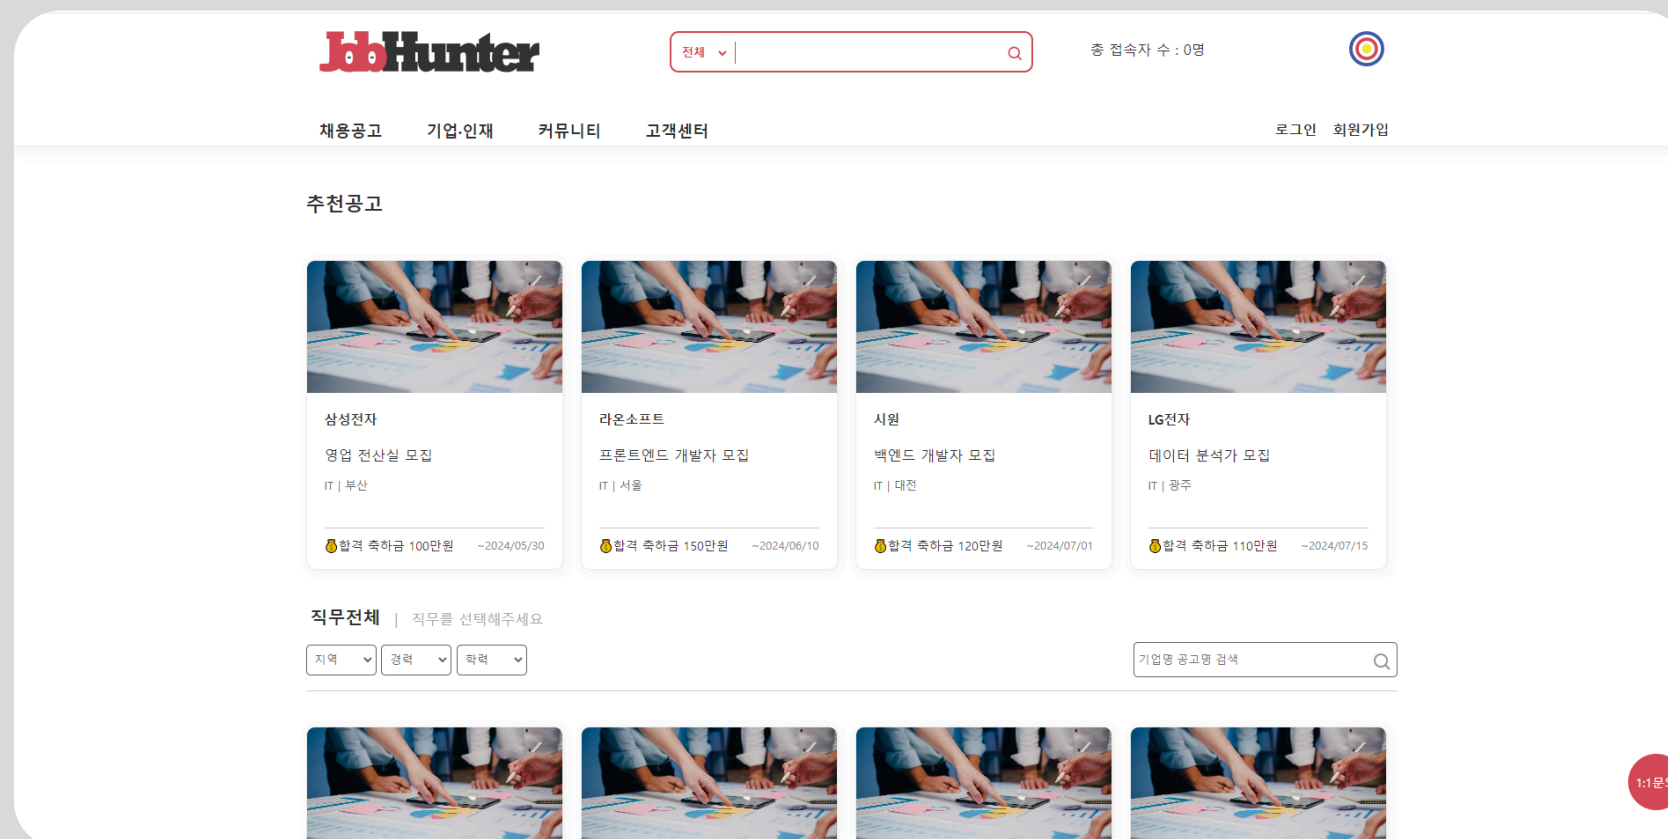 JobHunter
전체
총 접속자 수 : 0명
채용공고 기업·인재 커뮤니티 고객센터
로그인 회원가입
추천공고
삼성전자
영업 전산실 모집
IT | 부산
💰합격 축하금 100만원 ~2024/05/30
라온소프트
프론트엔드 개발자 모집
IT | 서울
💰합격 축하금 150만원 ~2024/06/10
시원
백엔드 개발자 모집
IT | 대전
💰합격 축하금 120만원 ~2024/07/01
LG전자
데이터 분석가 모집
IT | 광주
💰합격 축하금 110만원 ~2024/07/15
직무전체 | 직무를 선택해주세요
지역 경력 학력
기업명 공고명 검색